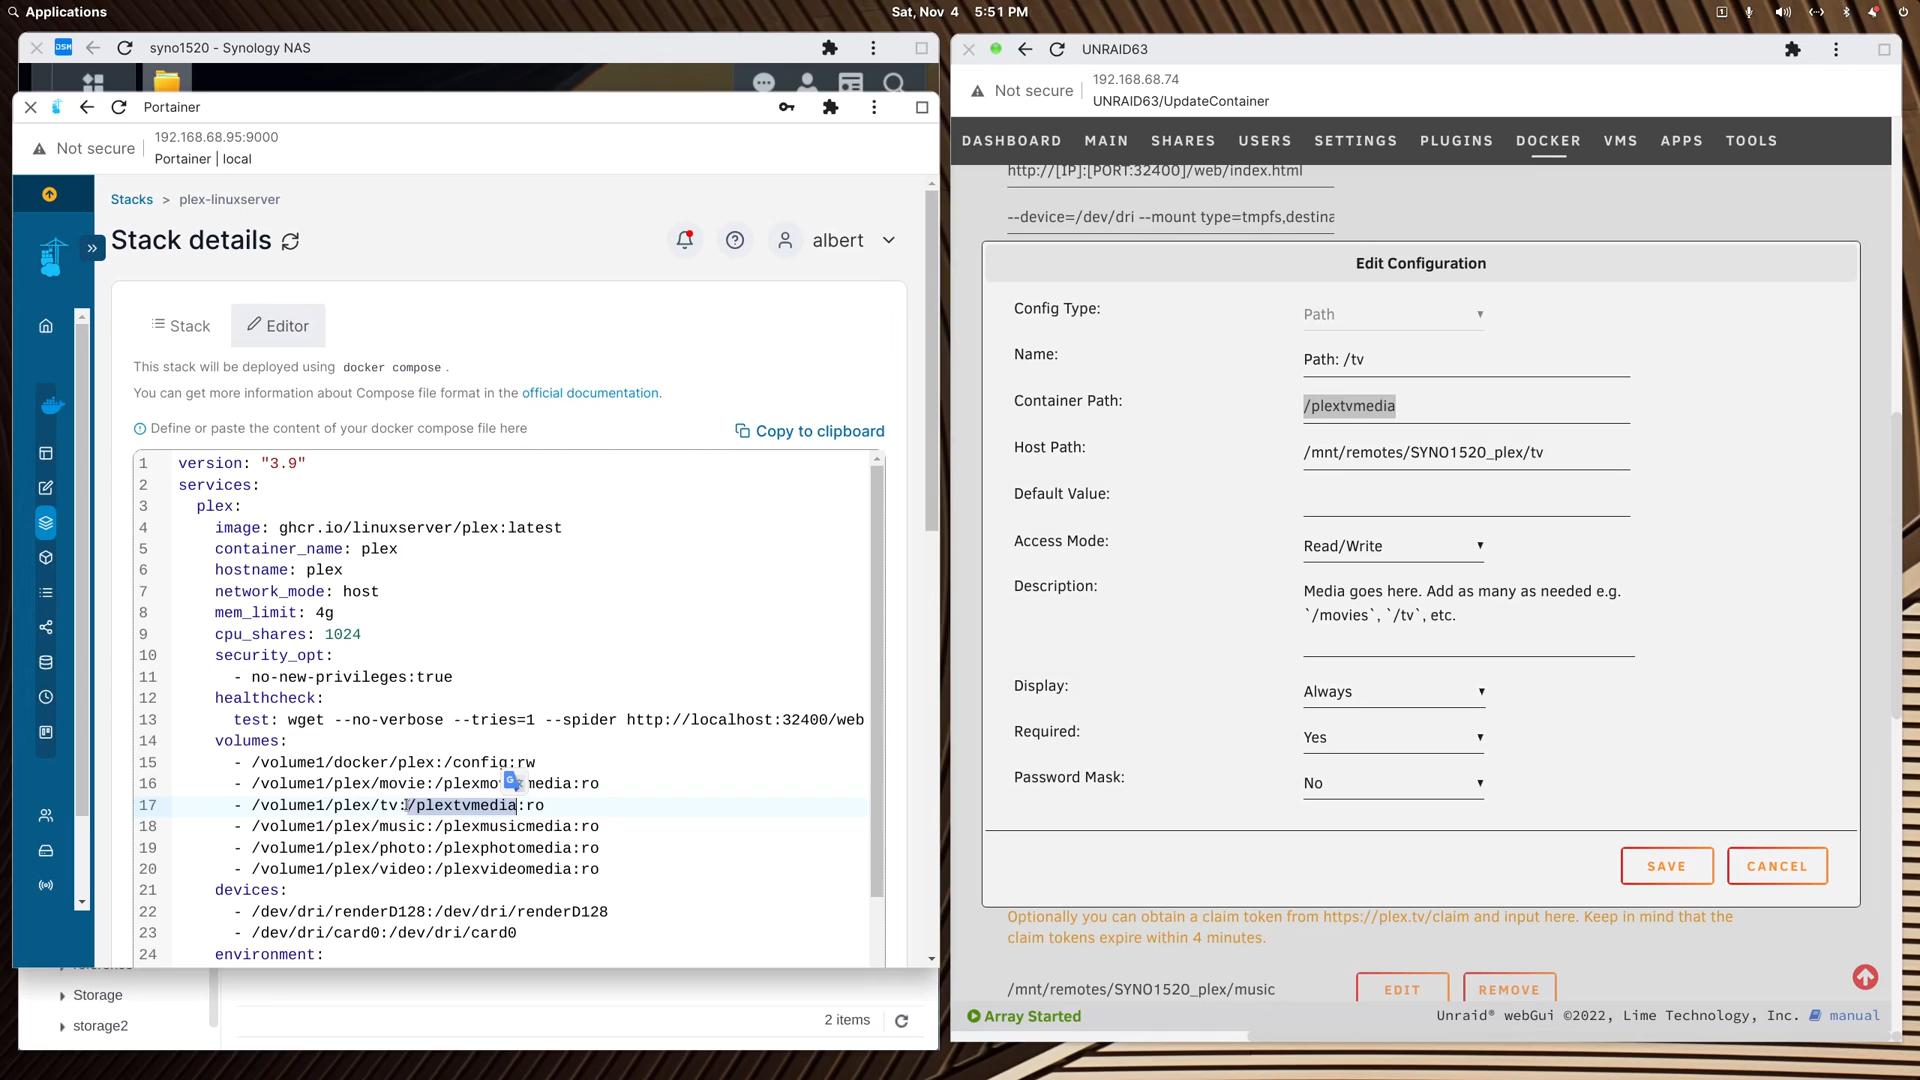 Applications
Sat, Nov 4 5:51 PM
DSM
syno1520 - Synology NAS
Portainer
Not secure
192.168.68.95:9000
Portainer | local
Stacks > plex-linuxserver
Stack details
albert
Stack
Editor
This stack will be deployed using docker compose .
You can get more information about Compose file format in the official documentation.
Define or paste the content of your docker compose file here
Copy to clipboard
1 version: "3.9"
2 services:
3 plex:
4 image: ghcr.io/linuxserver/plex:latest
5 container_name: plex
6 hostname: plex
7 network_mode: host
8 mem_limit: 4g
9 cpu_shares: 1024
10 security_opt:
11 - no-new-privileges:true
12 healthcheck:
13 test: wget --no-verbose --tries=1 --spider http://localhost:32400/web
14 volumes:
15 - /volume1/docker/plex:/config:rw
16 - /volume1/plex/movie:/plexmo media:ro
17 - /volume1/plex/tv:/plextvmedia:ro
18 - /volume1/plex/music:/plexmusicmedia:ro
19 - /volume1/plex/photo:/plexphotomedia:ro
20 - /volume1/plex/video:/plexvideomedia:ro
21 devices:
22 - /dev/dri/renderD128:/dev/dri/renderD128
23 - /dev/dri/card0:/dev/dri/card0
24 environment:
Storage
storage2
2 items
UNRAID63
Not secure
192.168.68.74
UNRAID63/UpdateContainer
DASHBOARD MAIN SHARES USERS SETTINGS PLUGINS DOCKER VMS APPS TOOLS
http://[IP]:[PORT:32400]/web/index.html
--device=/dev/dri --mount type=tmpfs,destina
Edit Configuration
Config Type: Path
Name: Path: /tv
Container Path: /plextvmedia
Host Path: /mnt/remotes/SYNO1520_plex/tv
Default Value:
Access Mode: Read/Write
Description: Media goes here. Add as many as needed e.g.
`/movies`, `/tv`, etc.
Display: Always
Required: Yes
Password Mask: No
SAVE
CANCEL
Optionally you can obtain a claim token from https://plex.tv/claim and input here. Keep in mind that the
claim tokens expire within 4 minutes.
/mnt/remotes/SYNO1520_plex/music
EDIT
REMOVE
Array Started
Unraid® webGui ©2022, Lime Technology, Inc. manual